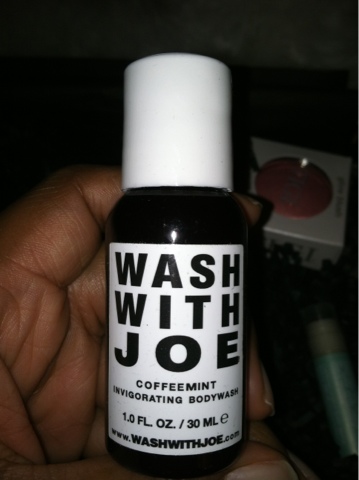 WASH
WITH
JOE
COFFEEMINT
INVIGORATING BODYWASH
1.0 FL. OZ. / 30 ML ℮
www.WASHWITHJOE.com